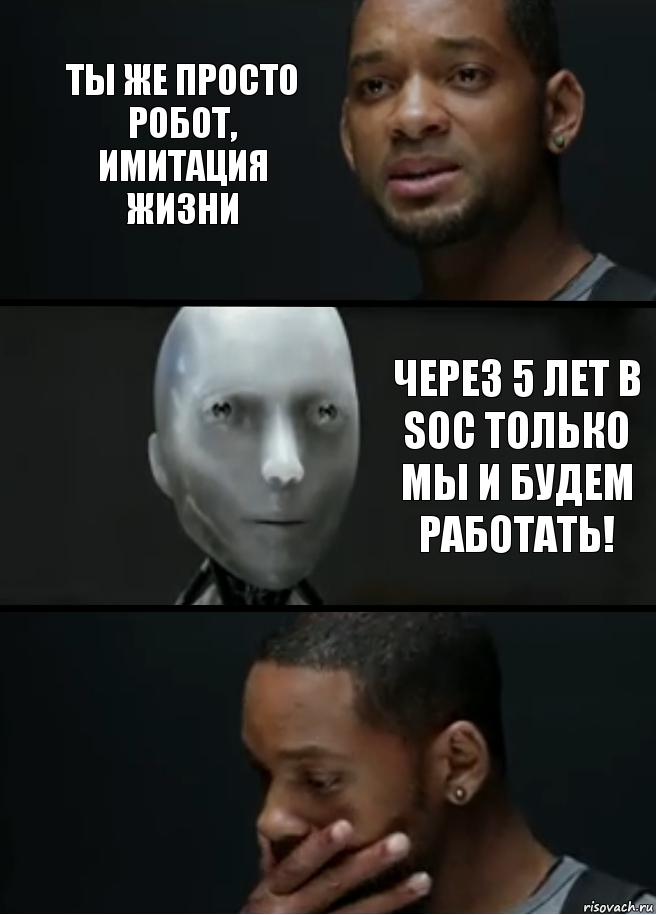 ТЫ ЖЕ ПРОСТО
РОБОТ,
ИМИТАЦИЯ
ЖИЗНИ
ЧЕРЕЗ 5 ЛЕТ В
SOC ТОЛЬКО
МЫ И БУДЕМ
РАБОТАТЬ!
risovach.ru